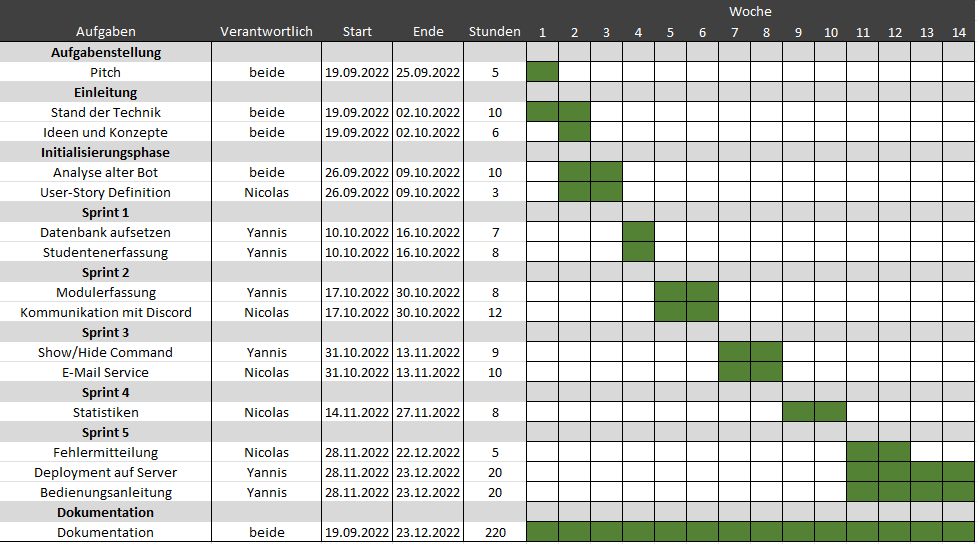 Woche
Aufgaben Verantwortlich Start Ende Stunden 1 2 3 4 5 6 7 8 9 10 11 12 13 14
Aufgabenstellung
Pitch beide 19.09.2022 25.09.2022 5
Einleitung
Stand der Technik beide 19.09.2022 02.10.2022 10
Ideen und Konzepte beide 19.09.2022 02.10.2022 6
Initialisierungsphase
Analyse alter Bot beide 26.09.2022 09.10.2022 10
User-Story Definition Nicolas 26.09.2022 09.10.2022 3
Sprint 1
Datenbank aufsetzen Yannis 10.10.2022 16.10.2022 7
Studentenerfassung Yannis 10.10.2022 16.10.2022 8
Sprint 2
Modulerfassung Yannis 17.10.2022 30.10.2022 8
Kommunikation mit Discord Nicolas 17.10.2022 30.10.2022 12
Sprint 3
Show/Hide Command Yannis 31.10.2022 13.11.2022 9
E-Mail Service Nicolas 31.10.2022 13.11.2022 10
Sprint 4
Statistiken Nicolas 14.11.2022 27.11.2022 8
Sprint 5
Fehlermitteilung Nicolas 28.11.2022 22.12.2022 5
Deployment auf Server Yannis 28.11.2022 23.12.2022 20
Bedienungsanleitung Yannis 28.11.2022 23.12.2022 20
Dokumentation
Dokumentation beide 19.09.2022 23.12.2022 220